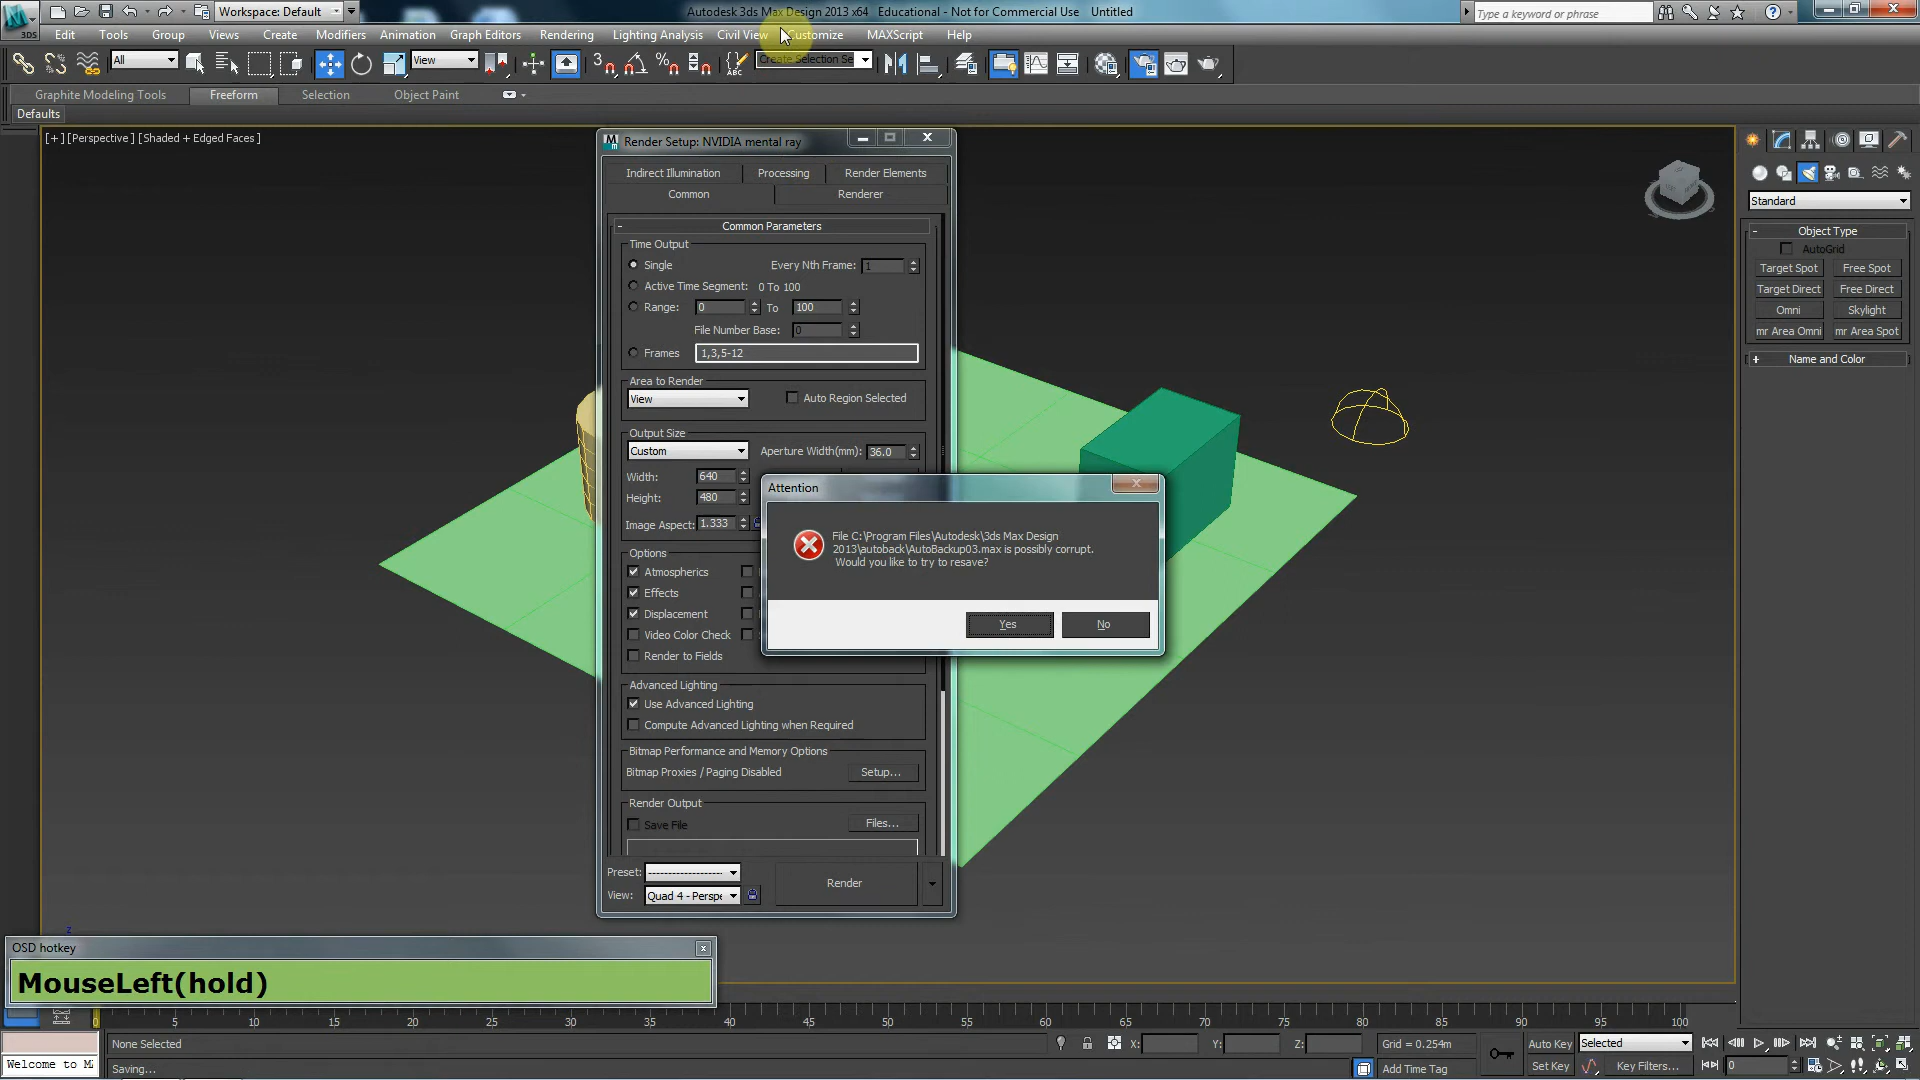 Workspace: Default
Autodesk 3ds Max Design 2013 x64 Educational - Not for Commercial Use Untitled
Type a keyword or phrase
3DS
Edit Tools Group Views Create Modifiers Animation Graph Editors Rendering Lighting Analysis Civil View Customize MAXScript Help
All View 3 ABC Create Selection Se
Graphite Modeling Tools Freeform Selection Object Paint
Defaults
[+] [Perspective] [Shaded + Edged Faces]
Render Setup: NVIDIA mental ray
Indirect Illumination Processing Render Elements
Common Renderer
- Common Parameters
Time Output
Single Every Nth Frame: 1
Active Time Segment: 0 To 100
Range: 0 To 100
File Number Base: 0
Frames 1,3,5-12
Area to Render
View Auto Region Selected
Output Size
Custom Aperture Width(mm): 36.0
Width: 640
Height: 480
Image Aspect: 1.333
Options
Atmospherics
Effects
Displacement
Video Color Check
Render to Fields
Advanced Lighting
Use Advanced Lighting
Compute Advanced Lighting when Required
Bitmap Performance and Memory Options
Bitmap Proxies / Paging Disabled Setup...
Render Output
Save File Files...
Preset: --------------------
View: Quad 4 - Perspe Render
Attention
File C:\Program Files\Autodesk\3ds Max Design
2013\autoback\AutoBackup03.max is possibly corrupt.
Would you like to try to resave?
Yes No
Standard
- Object Type
AutoGrid
Target Spot Free Spot
Target Direct Free Direct
Omni Skylight
mr Area Omni mr Area Spot
+ Name and Color
z
OSD hotkey
MouseLeft(hold)
0 5 10 15 20 25 30 35 40 45 50 55 60 65 70 75 80 85 90 95 100
None Selected X: Y: Z: Grid = 0.254m Auto Key Selected
Welcome to M Saving... Add Time Tag Set Key Key Filters... 0